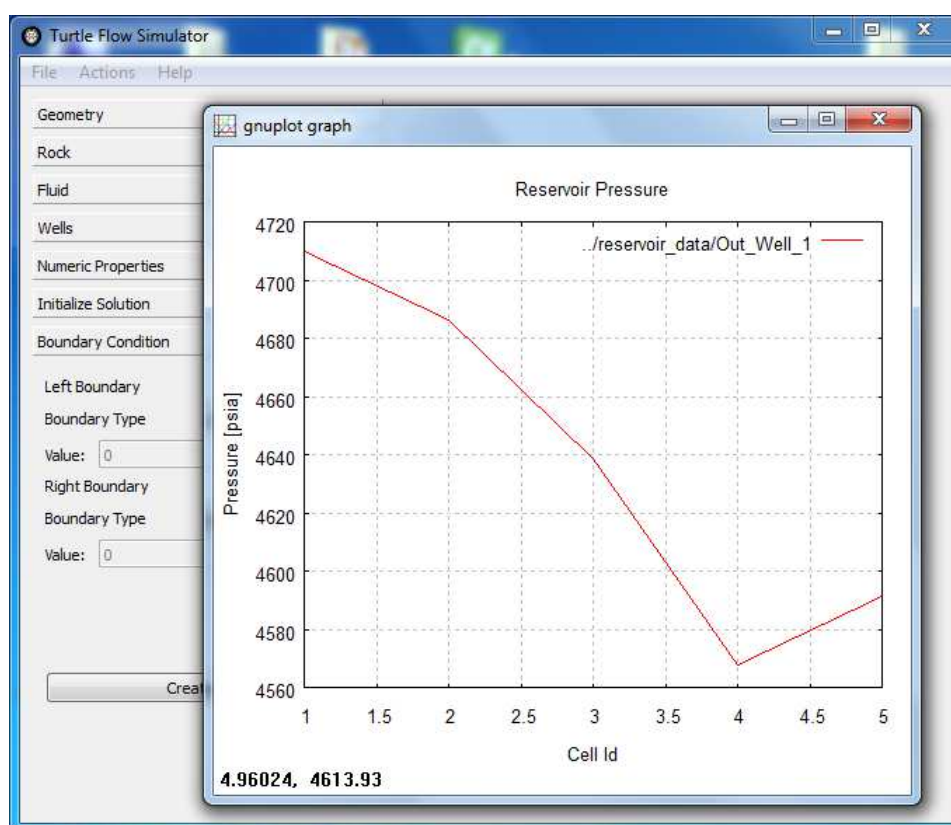 Turtle Flow Simulator
File Actions Help
Geometry
Rock
Fluid
Wells
Numeric Properties
Initialize Solution
Boundary Condition
Left Boundary
Boundary Type
Value: 0
Right Boundary
Boundary Type
Value: 0
gnuplot graph
Reservoir Pressure
../reservoir_data/Out_Well_1
4720
4700
4680
4660
4640
4620
4600
4580
4560
Pressure [psia]
1 1.5 2 2.5 3 3.5 4 4.5 5
Cell Id
4.96024, 4613.93